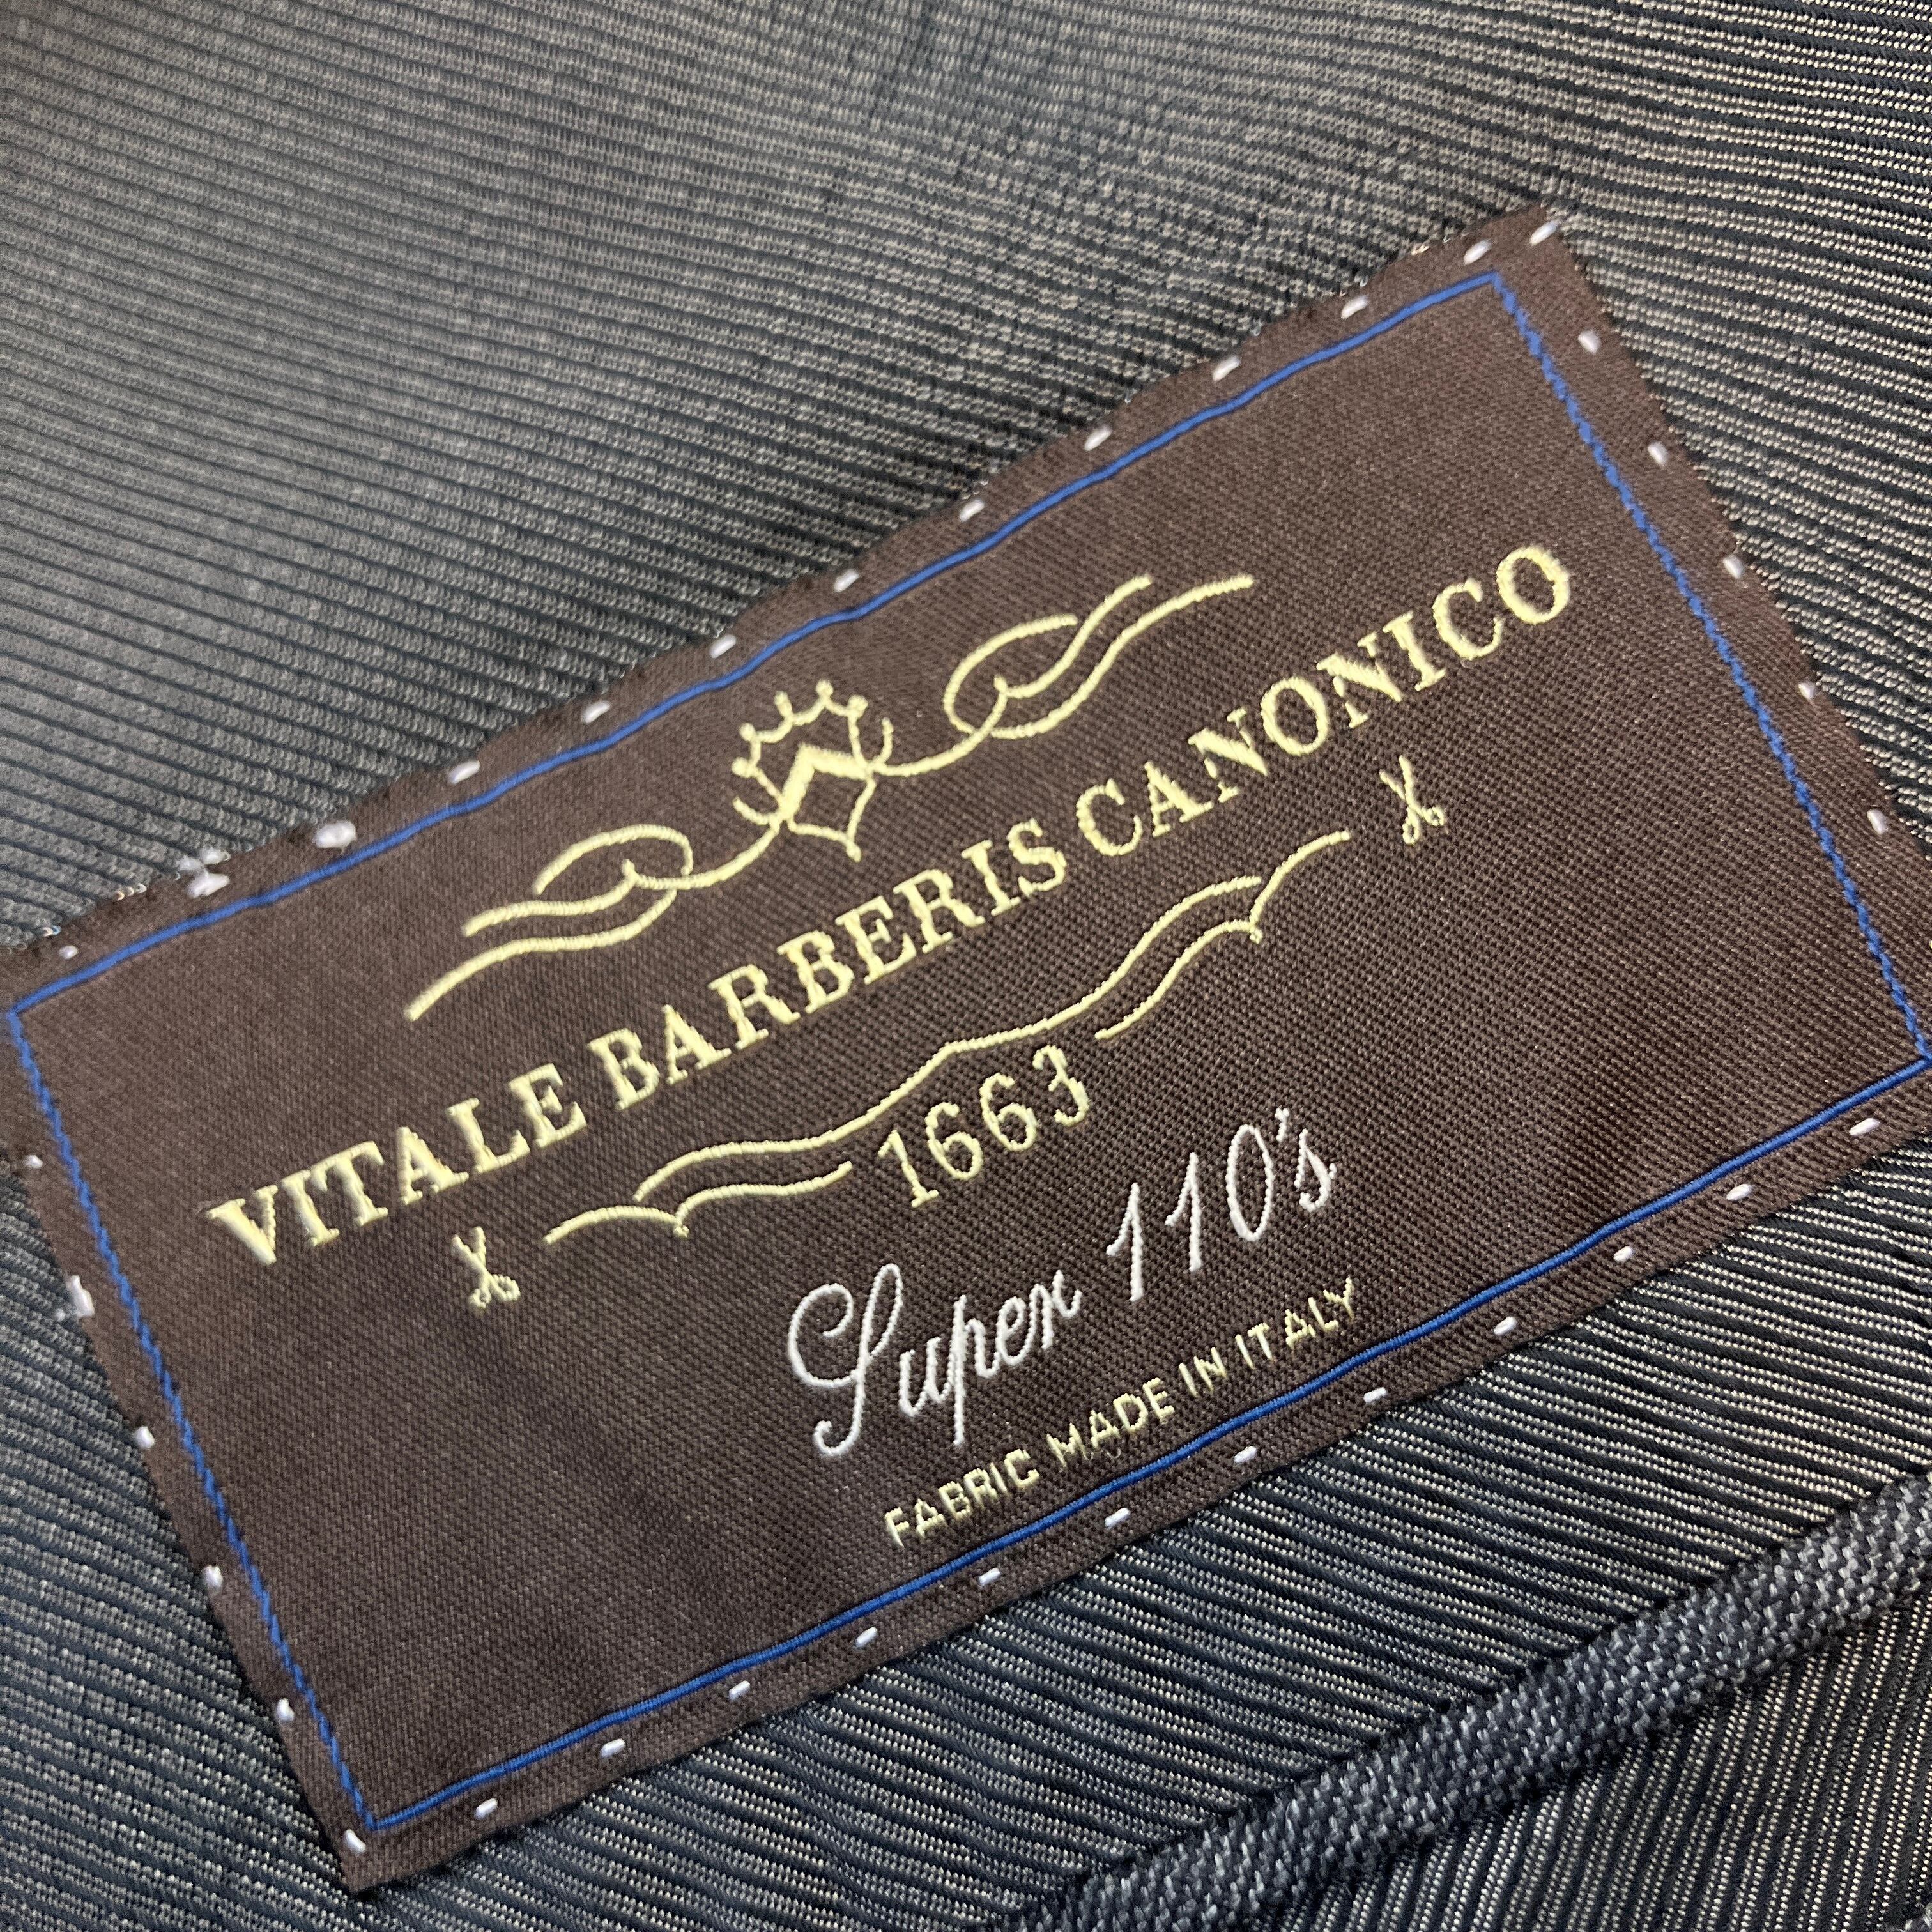 VITALE BARBERIS CANONICO
1663
Super 110's
FABRIC MADE IN ITALY